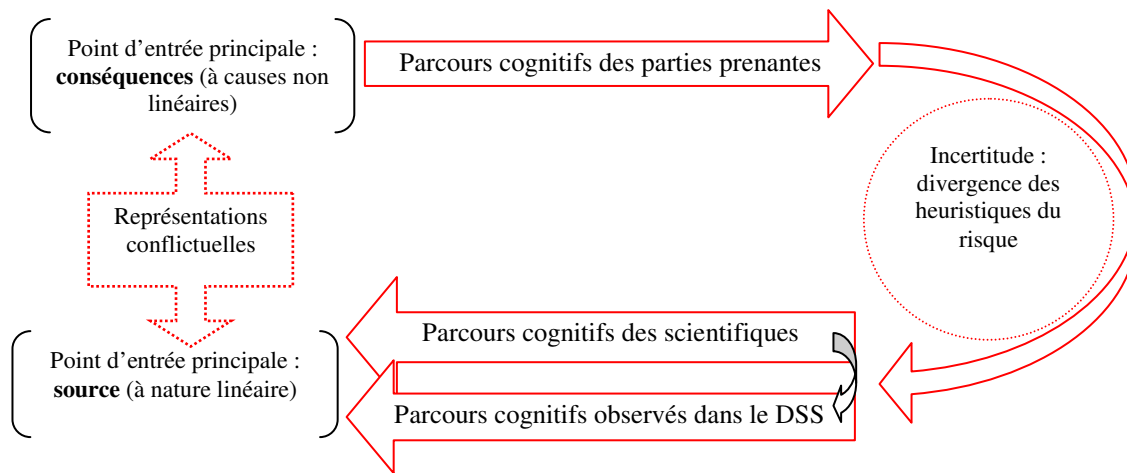 Point d'entrée principale :
conséquences (à causes non
linéaires)
Parcours cognitifs des parties prenantes
Incertitude :
divergence des
heuristiques du
risque
Représentations
conflictuelles
Parcours cognitifs des scientifiques
Point d'entrée principale :
source (à nature linéaire)
Parcours cognitifs observés dans le DSS